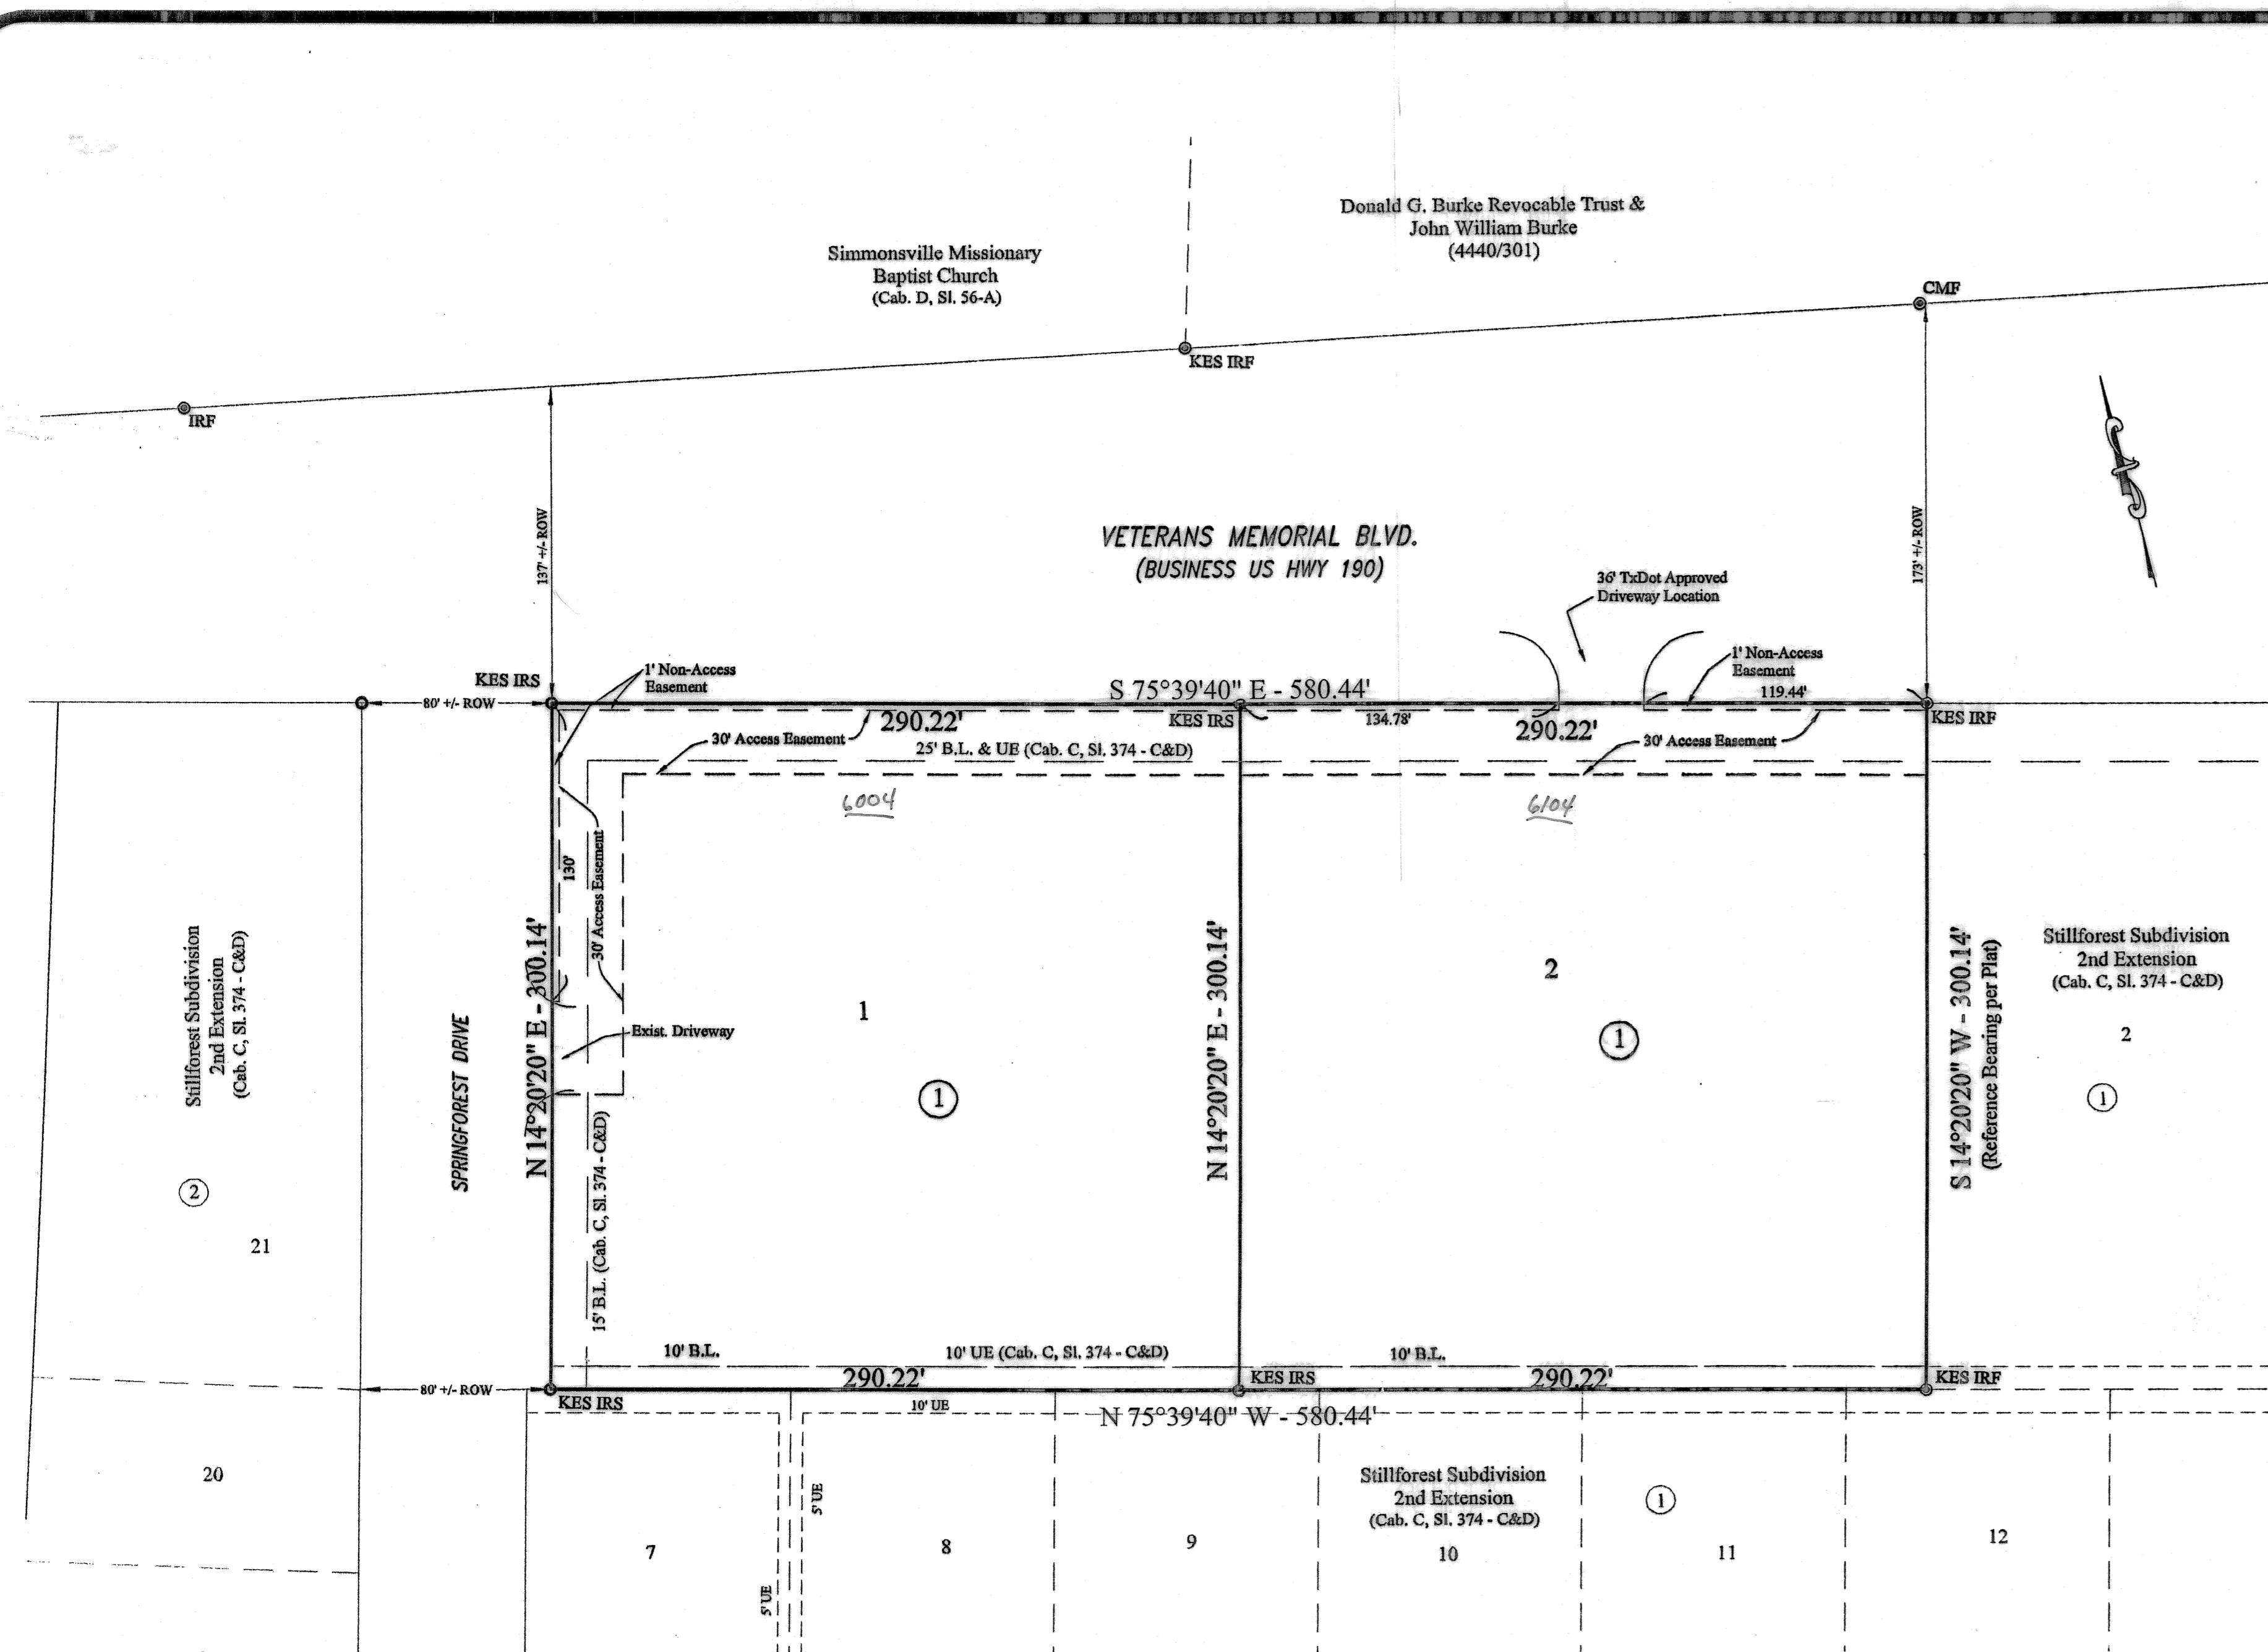 Donald G. Burke Revocable Trust &
John William Burke
(4440/301)
Simmonsville Missionary
Baptist Church
(Cab. D, Sl. 56-A)
CMF
KES IRF
IRF
137' +/- ROW
173' +/- ROW
VETERANS MEMORIAL BLVD.
(BUSINESS US HWY 190)
36' TxDot Approved
Driveway Location
1' Non-Access
Easement
1' Non-Access
Easement
KES IRS
S 75°39'40" E - 580.44'
119.44'
80' +/- ROW
290.22'
KES IRS
134.78'
290.22'
KES IRF
30' Access Easement
25' B.L. & UE (Cab. C, Sl. 374 - C&D)
30' Access Easement
6004
6104
130'
30' Access Easement
N 14°20'20" E - 300.14'
N 14°20'20" E - 300.14'
S 14°20'20" W - 300.14'
(Reference Bearing per Plat)
Stillforest Subdivision
2nd Extension
(Cab. C, Sl. 374 - C&D)
Stillforest Subdivision
2nd Extension
(Cab. C, Sl. 374 - C&D)
2
1
2
1
1
1
Exist. Driveway
SPRINGFOREST DRIVE
15' B.L. (Cab. C, Sl. 374 - C&D)
2
21
10' B.L.
10' UE (Cab. C, Sl. 374 - C&D)
10' B.L.
80' +/- ROW
290.22'
KES IRS
290.22'
KES IRF
KES IRS
10' UE
N 75°39'40" W - 580.44'
20
5' UE
5' UE
Stillforest Subdivision
2nd Extension
(Cab. C, Sl. 374 - C&D)
1
7
8
9
10
11
12